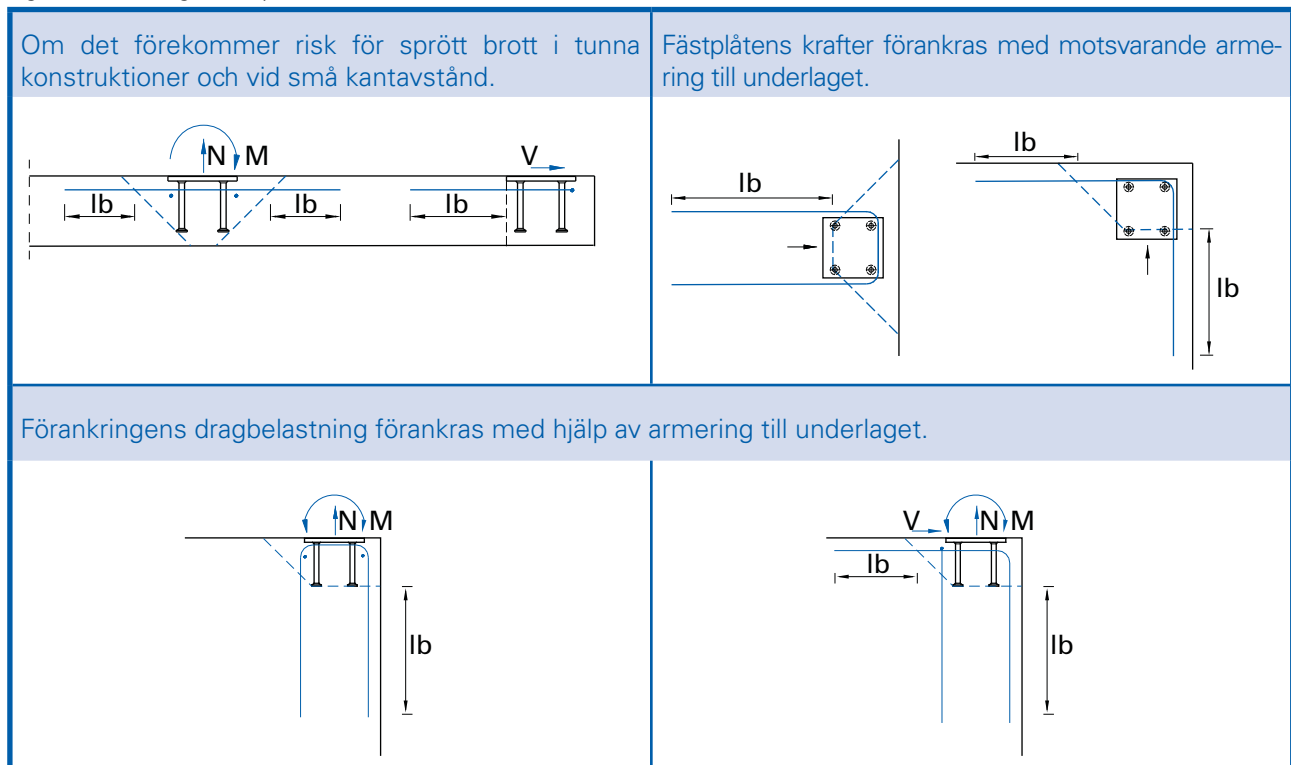 Om det förekommer risk för sprött brott i tunna
konstruktioner och vid små kantavstånd.
Fästplåtens krafter förankras med motsvarande arme-
ring till underlaget.
N M
V
lb
lb
lb
lb
lb
lb
lb
Förankringens dragbelastning förankras med hjälp av armering till underlaget.
N M
lb
V N M
lb
lb